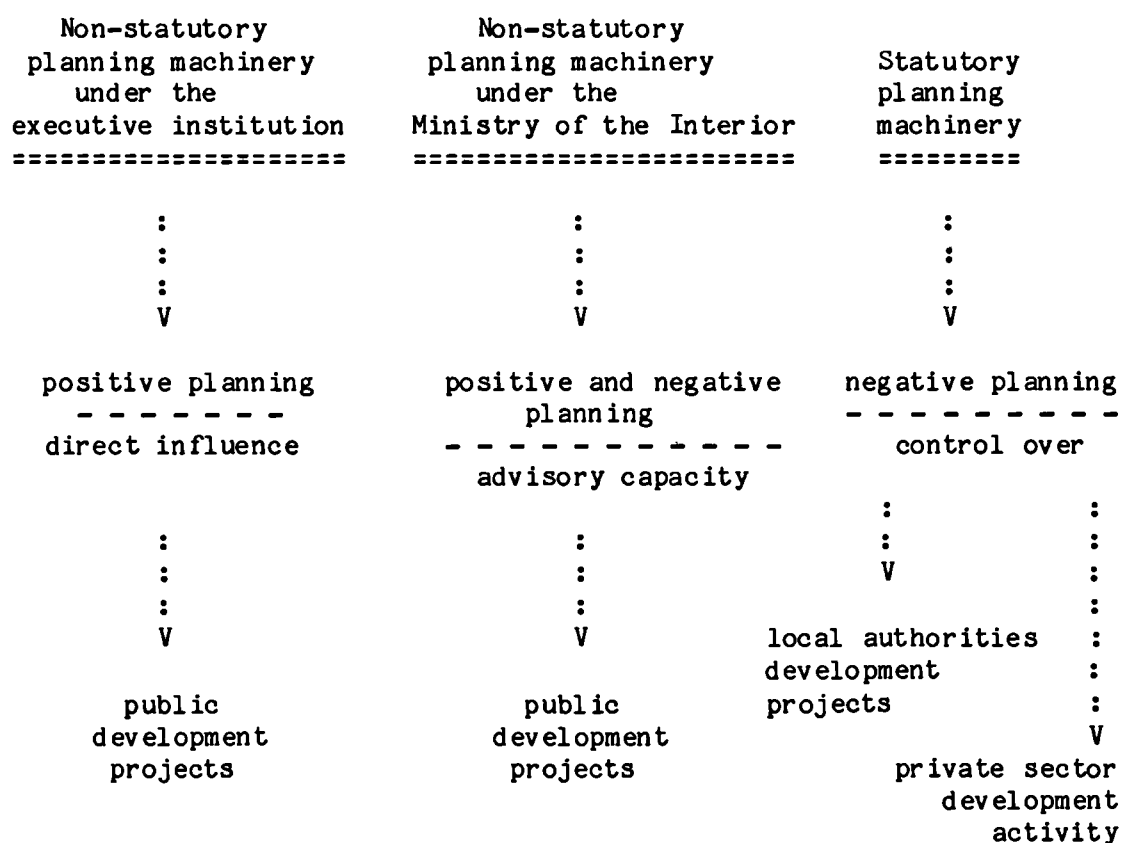 Non-statutory
planning machinery
under the
executive institution
=====================
:
:
:
V
positive planning
- - - - - - -
direct influence
:
:
:
V
public
development
projects
Non-statutory
planning machinery
under the
Ministry of the Interior
========================
:
:
:
V
positive and negative
planning
- - - - - - - - - - -
advisory capacity
:
:
:
V
public
development
projects
Statutory
planning
machinery
=========
:
:
:
V
negative planning
- - - - - - - - -
control over
:
:
V
local authorities
development
projects
:
:
:
:
:
:
:
V
private sector
development
activity